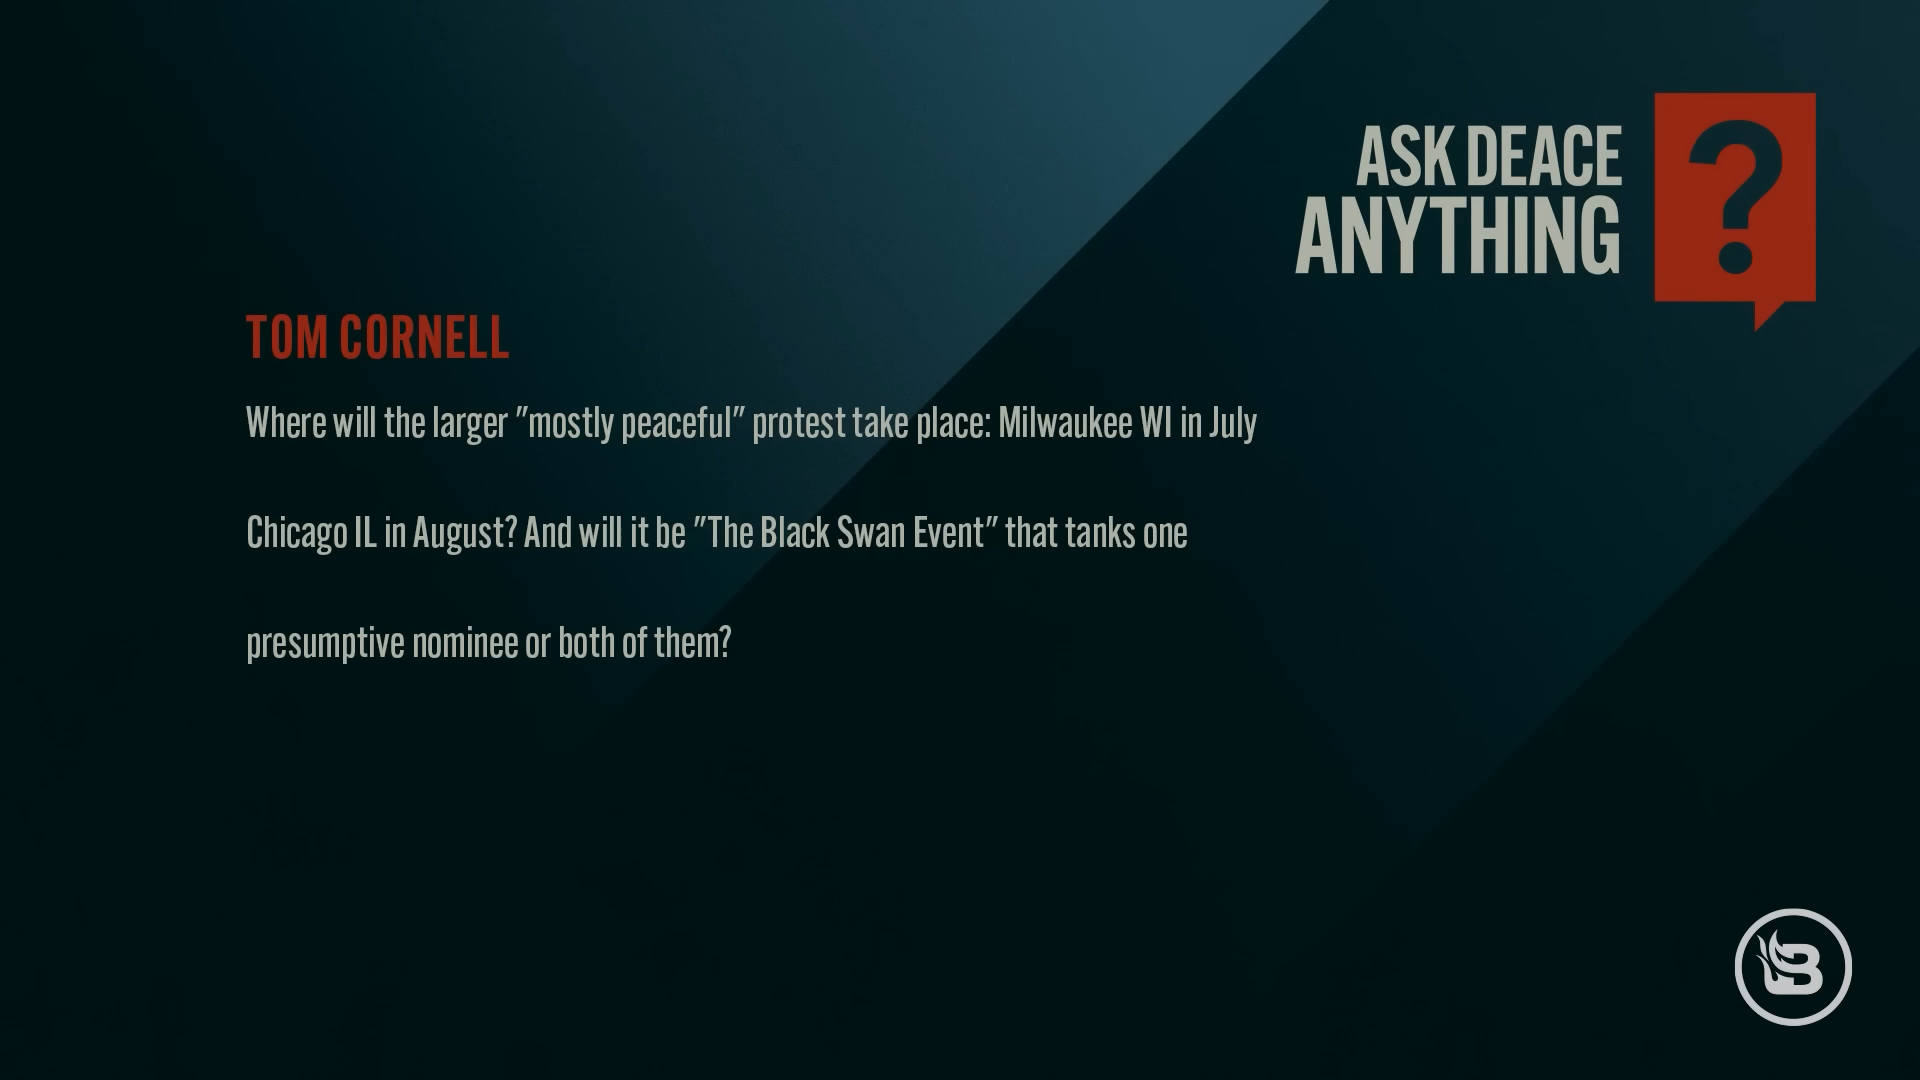 ASK DEACE
ANYTHING
?
TOM CORNELL
Where will the larger "mostly peaceful" protest take place: Milwaukee WI in July
Chicago IL in August? And will it be "The Black Swan Event" that tanks one
presumptive nominee or both of them?
B